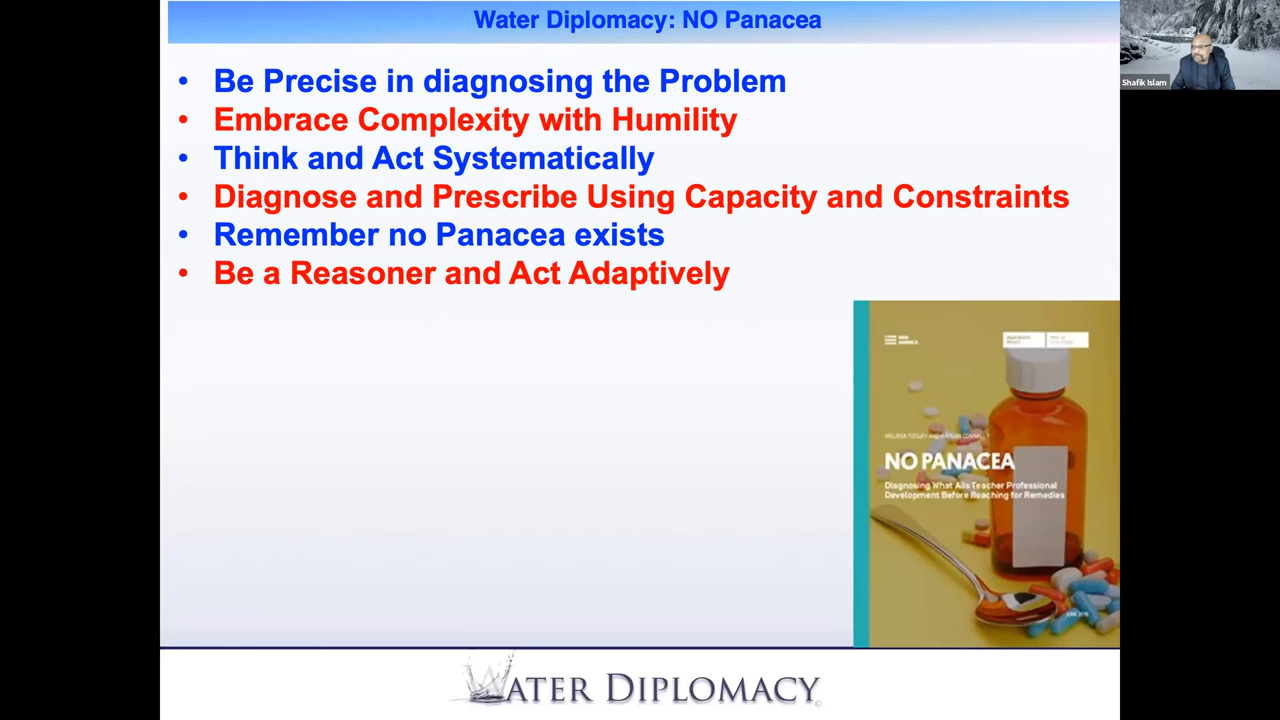 Water Diplomacy: NO Panacea
Shafik Islam
• Be Precise in diagnosing the Problem
• Embrace Complexity with Humility
• Think and Act Systematically
• Diagnose and Prescribe Using Capacity and Constraints
• Remember no Panacea exists
• Be a Reasoner and Act Adaptively
NO PANACEA
Diagnosing What Ails Teacher Professional
Development Before Reaching for Remedies
WATER DIPLOMACY